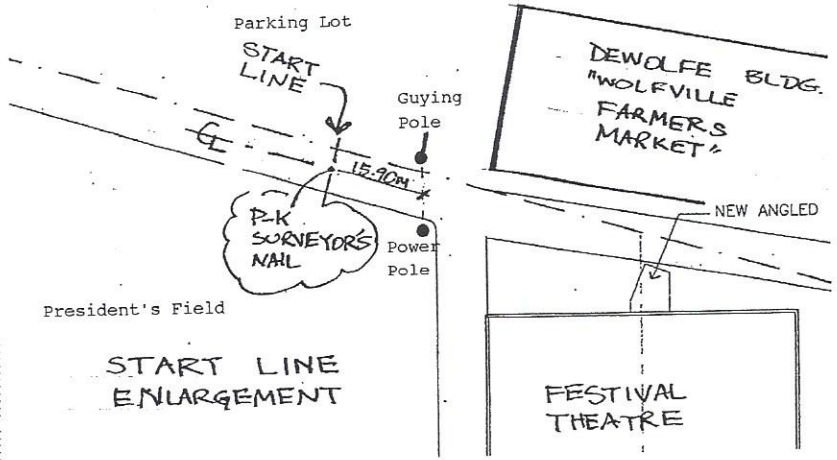 Parking Lot
START
LINE
Guying
Pole
DEWOLFE BLDG.
"WOLFVILLE
FARMERS
MARKET"
CL
15.90M
P-K
SURVEYOR'S
NAIL
Power
Pole
NEW ANGLED
President's Field
START LINE
ENLARGEMENT
FESTIVAL
THEATRE